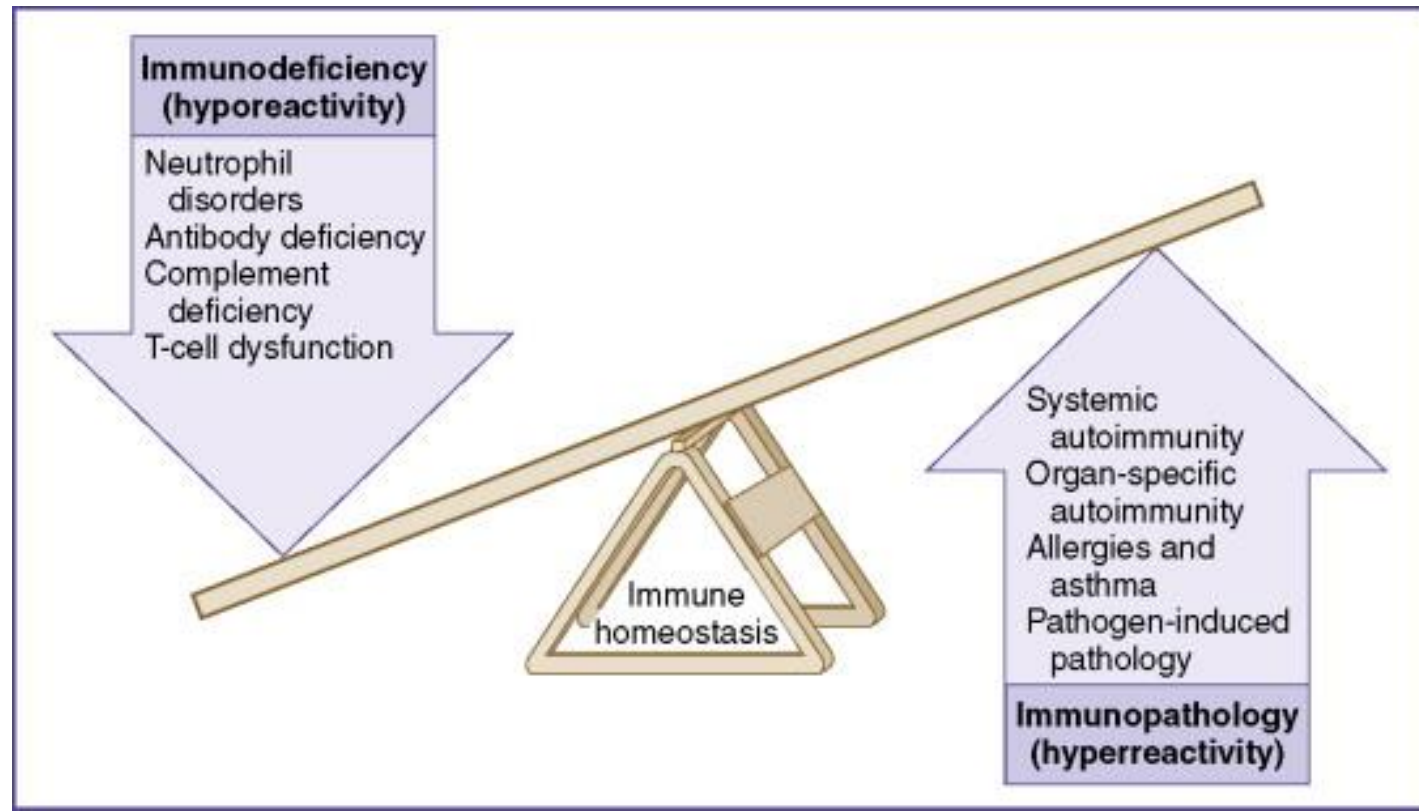 Immunodeficiency
(hyporeactivity)
Neutrophil
disorders
Antibody deficiency
Complement
deficiency
T-cell dysfunction
Immune
homeostasis
Systemic
autoimmunity
Organ-specific
autoimmunity
Allergies and
asthma
Pathogen-induced
pathology
Immunopathology
(hyperreactivity)